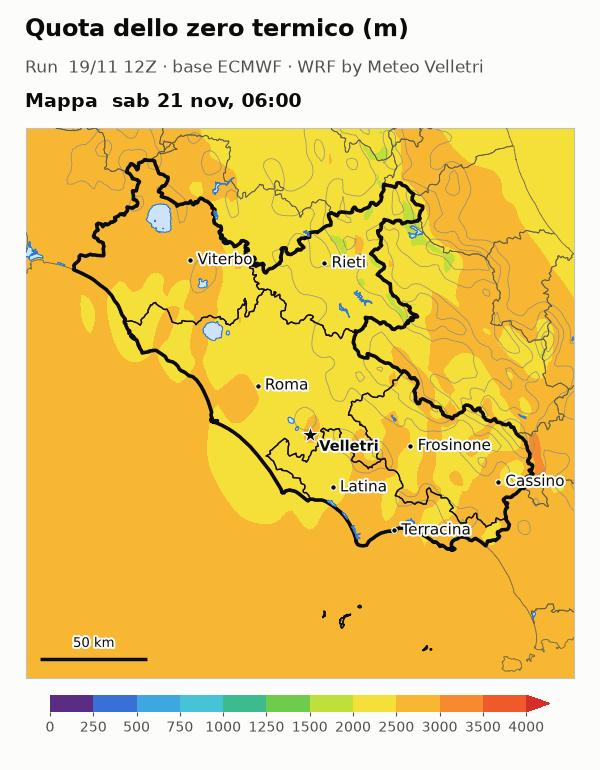 Quota dello zero termico (m)
Run  19/11 12Z · base ECMWF · WRF by Meteo Velletri
Mappa  sab 21 nov, 06:00
Viterbo
Rieti
Roma
Velletri
Frosinone
Latina
Cassino
Terracina
50 km
0 250 500 750 1000 1250 1500 2000 2500 3000 3500 4000